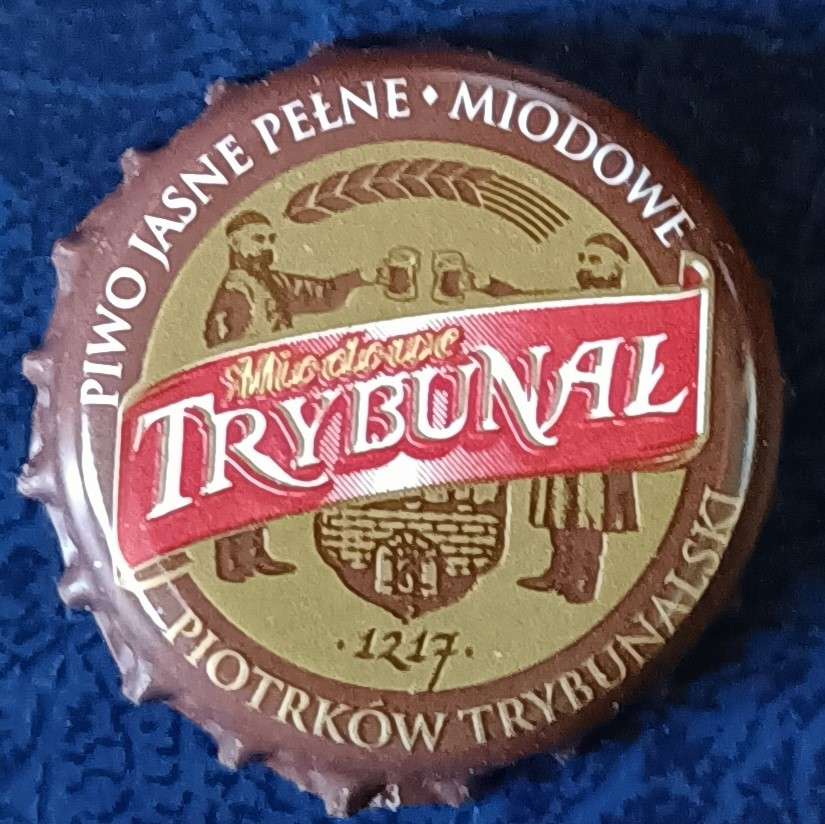 PIWO JASNE PEŁNE • MIODOWE
Miodowe
TRYBUNAŁ
· 1217 ·
PIOTRKÓW TRYBUNALSKI